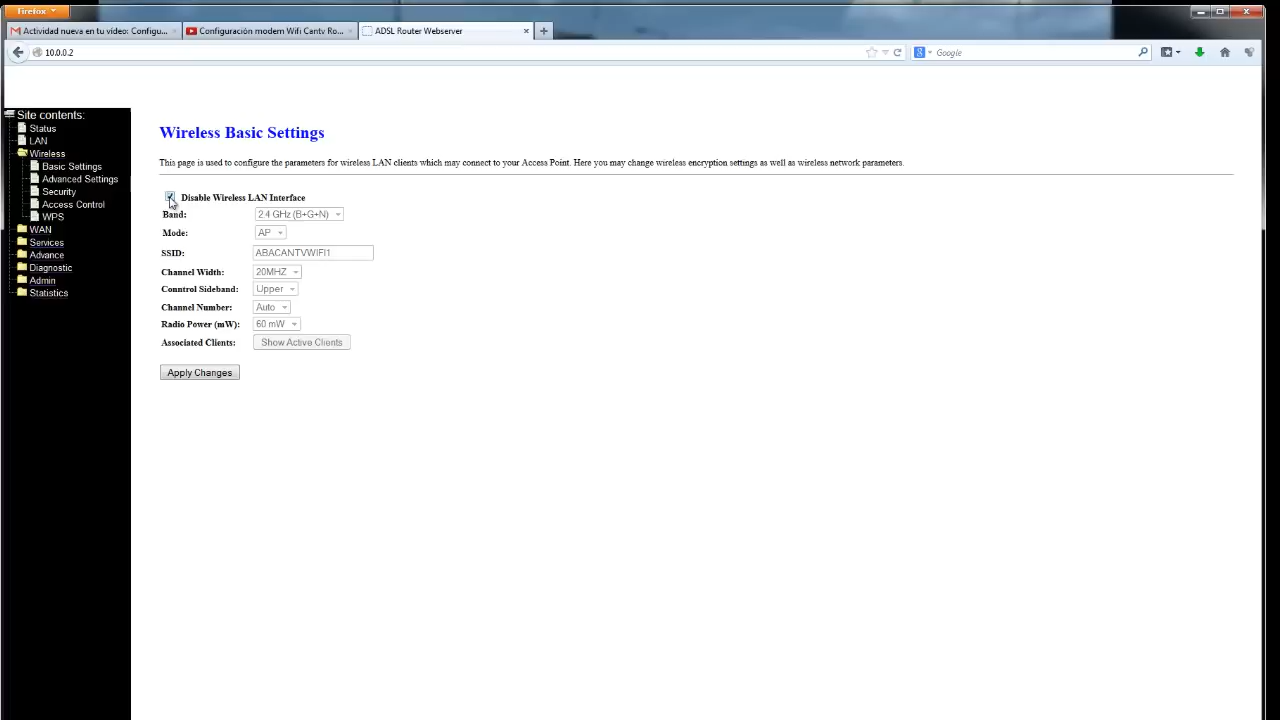 Firefox
Actividad nueva en tu vídeo: Configu...
Configuración modem Wifi Cantv Ro...
ADSL Router Webserver
10.0.0.2
Google
Site contents:
Status
LAN
Wireless
Basic Settings
Advanced Settings
Security
Access Control
WPS
WAN
Services
Advance
Diagnostic
Admin
Statistics
Wireless Basic Settings
This page is used to configure the parameters for wireless LAN clients which may connect to your Access Point. Here you may change wireless encryption settings as well as wireless network parameters.
Disable Wireless LAN Interface
Band: 2.4 GHz (B+G+N)
Mode: AP
SSID: ABACANTVWIFI1
Channel Width: 20MHZ
Conntrol Sideband: Upper
Channel Number: Auto
Radio Power (mW): 60 mW
Associated Clients: Show Active Clients
Apply Changes